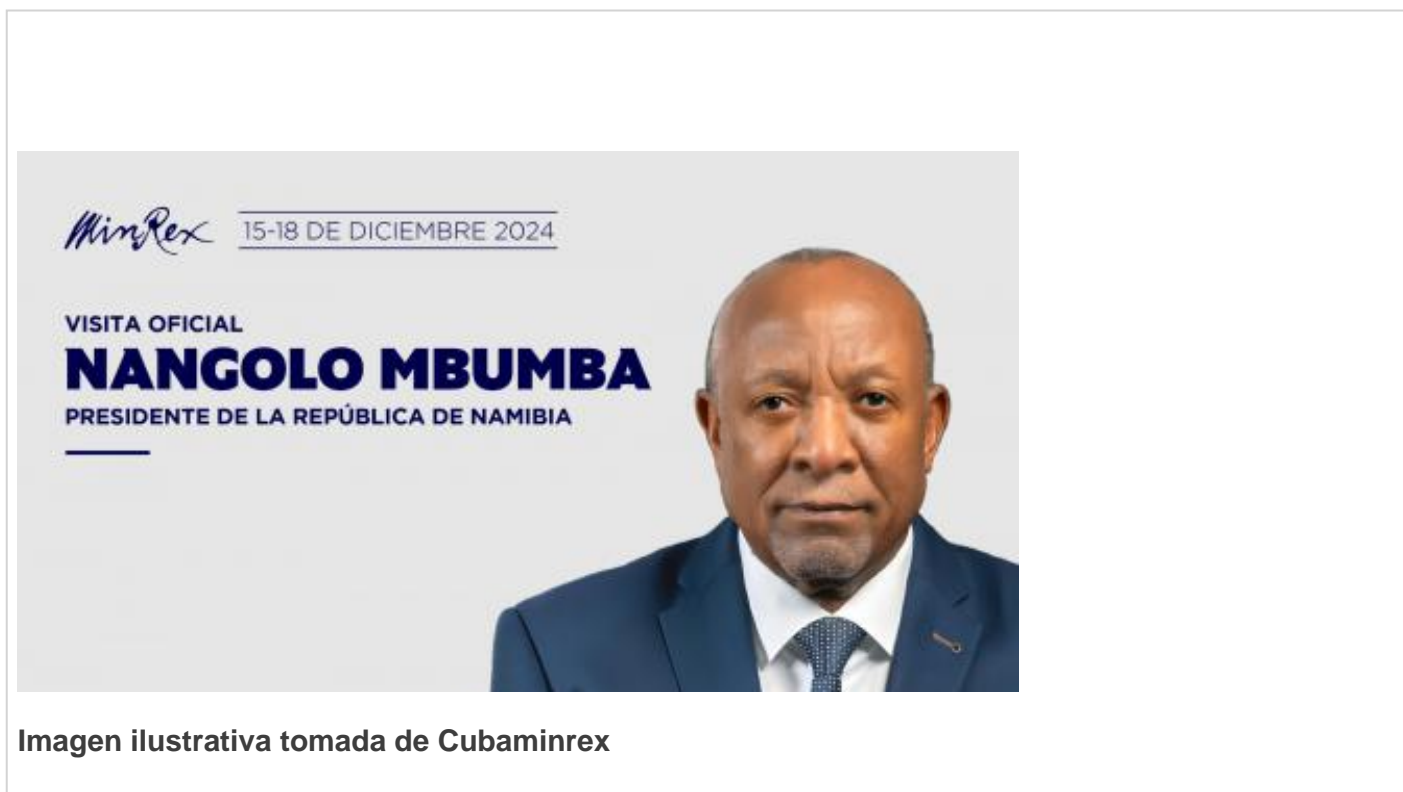 MinRex 15-18 DE DICIEMBRE 2024
VISITA OFICIAL
NANGOLO MBUMBA
PRESIDENTE DE LA REPÚBLICA DE NAMIBIA
Imagen ilustrativa tomada de Cubaminrex